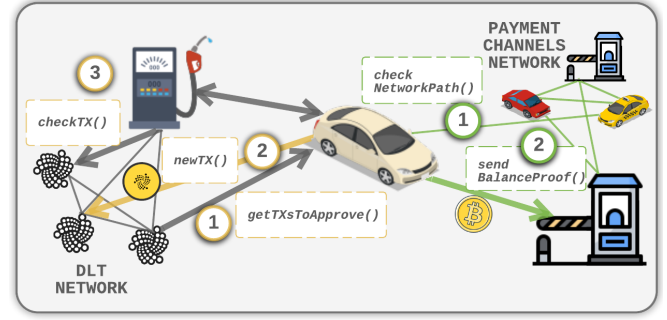 PAYMENT
CHANNELS
NETWORK
3
check
NetworkPath()
checkTX()
1
newTX()
2
2
send
BalanceProof()
1
getTXsToApprove()
DLT
NETWORK